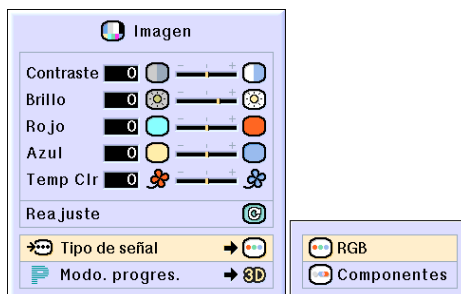 Imagen
Contraste 0
Brillo 0
Rojo 0
Azul 0
Temp Clr 0
Reajuste
Tipo de señal
Modo. progres. 3D
RGB
Componentes